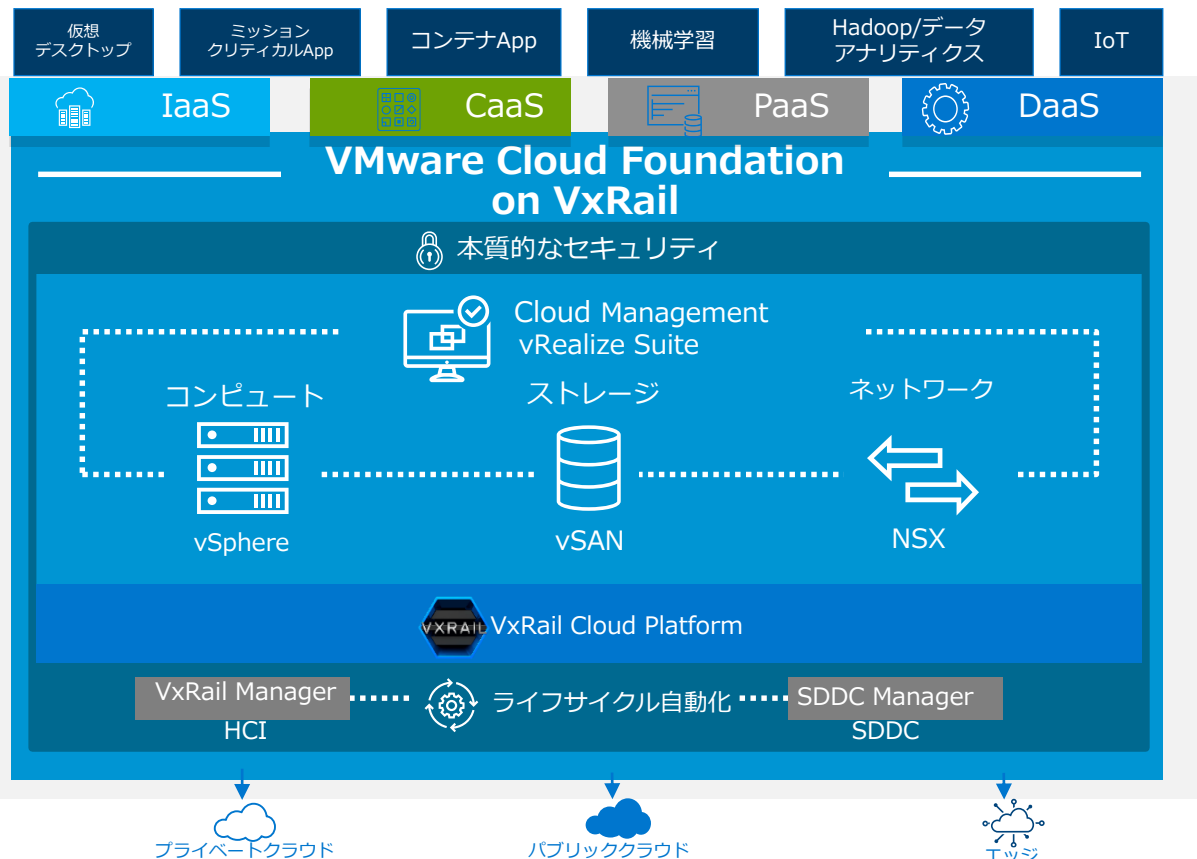 仮想
デスクトップ
ミッション
クリティカルApp
コンテナApp
機械学習
Hadoop/データ
アナリティクス
IoT
IaaS
CaaS
PaaS
DaaS
VMware Cloud Foundation
on VxRail
本質的なセキュリティ
Cloud Management
vRealize Suite
コンピュート
ストレージ
ネットワーク
vSphere
vSAN
NSX
VXRAIL
VxRail Cloud Platform
VxRail Manager
ライフサイクル自動化
SDDC Manager
HCI
SDDC
プライベートクラウド
パブリッククラウド
エッジ